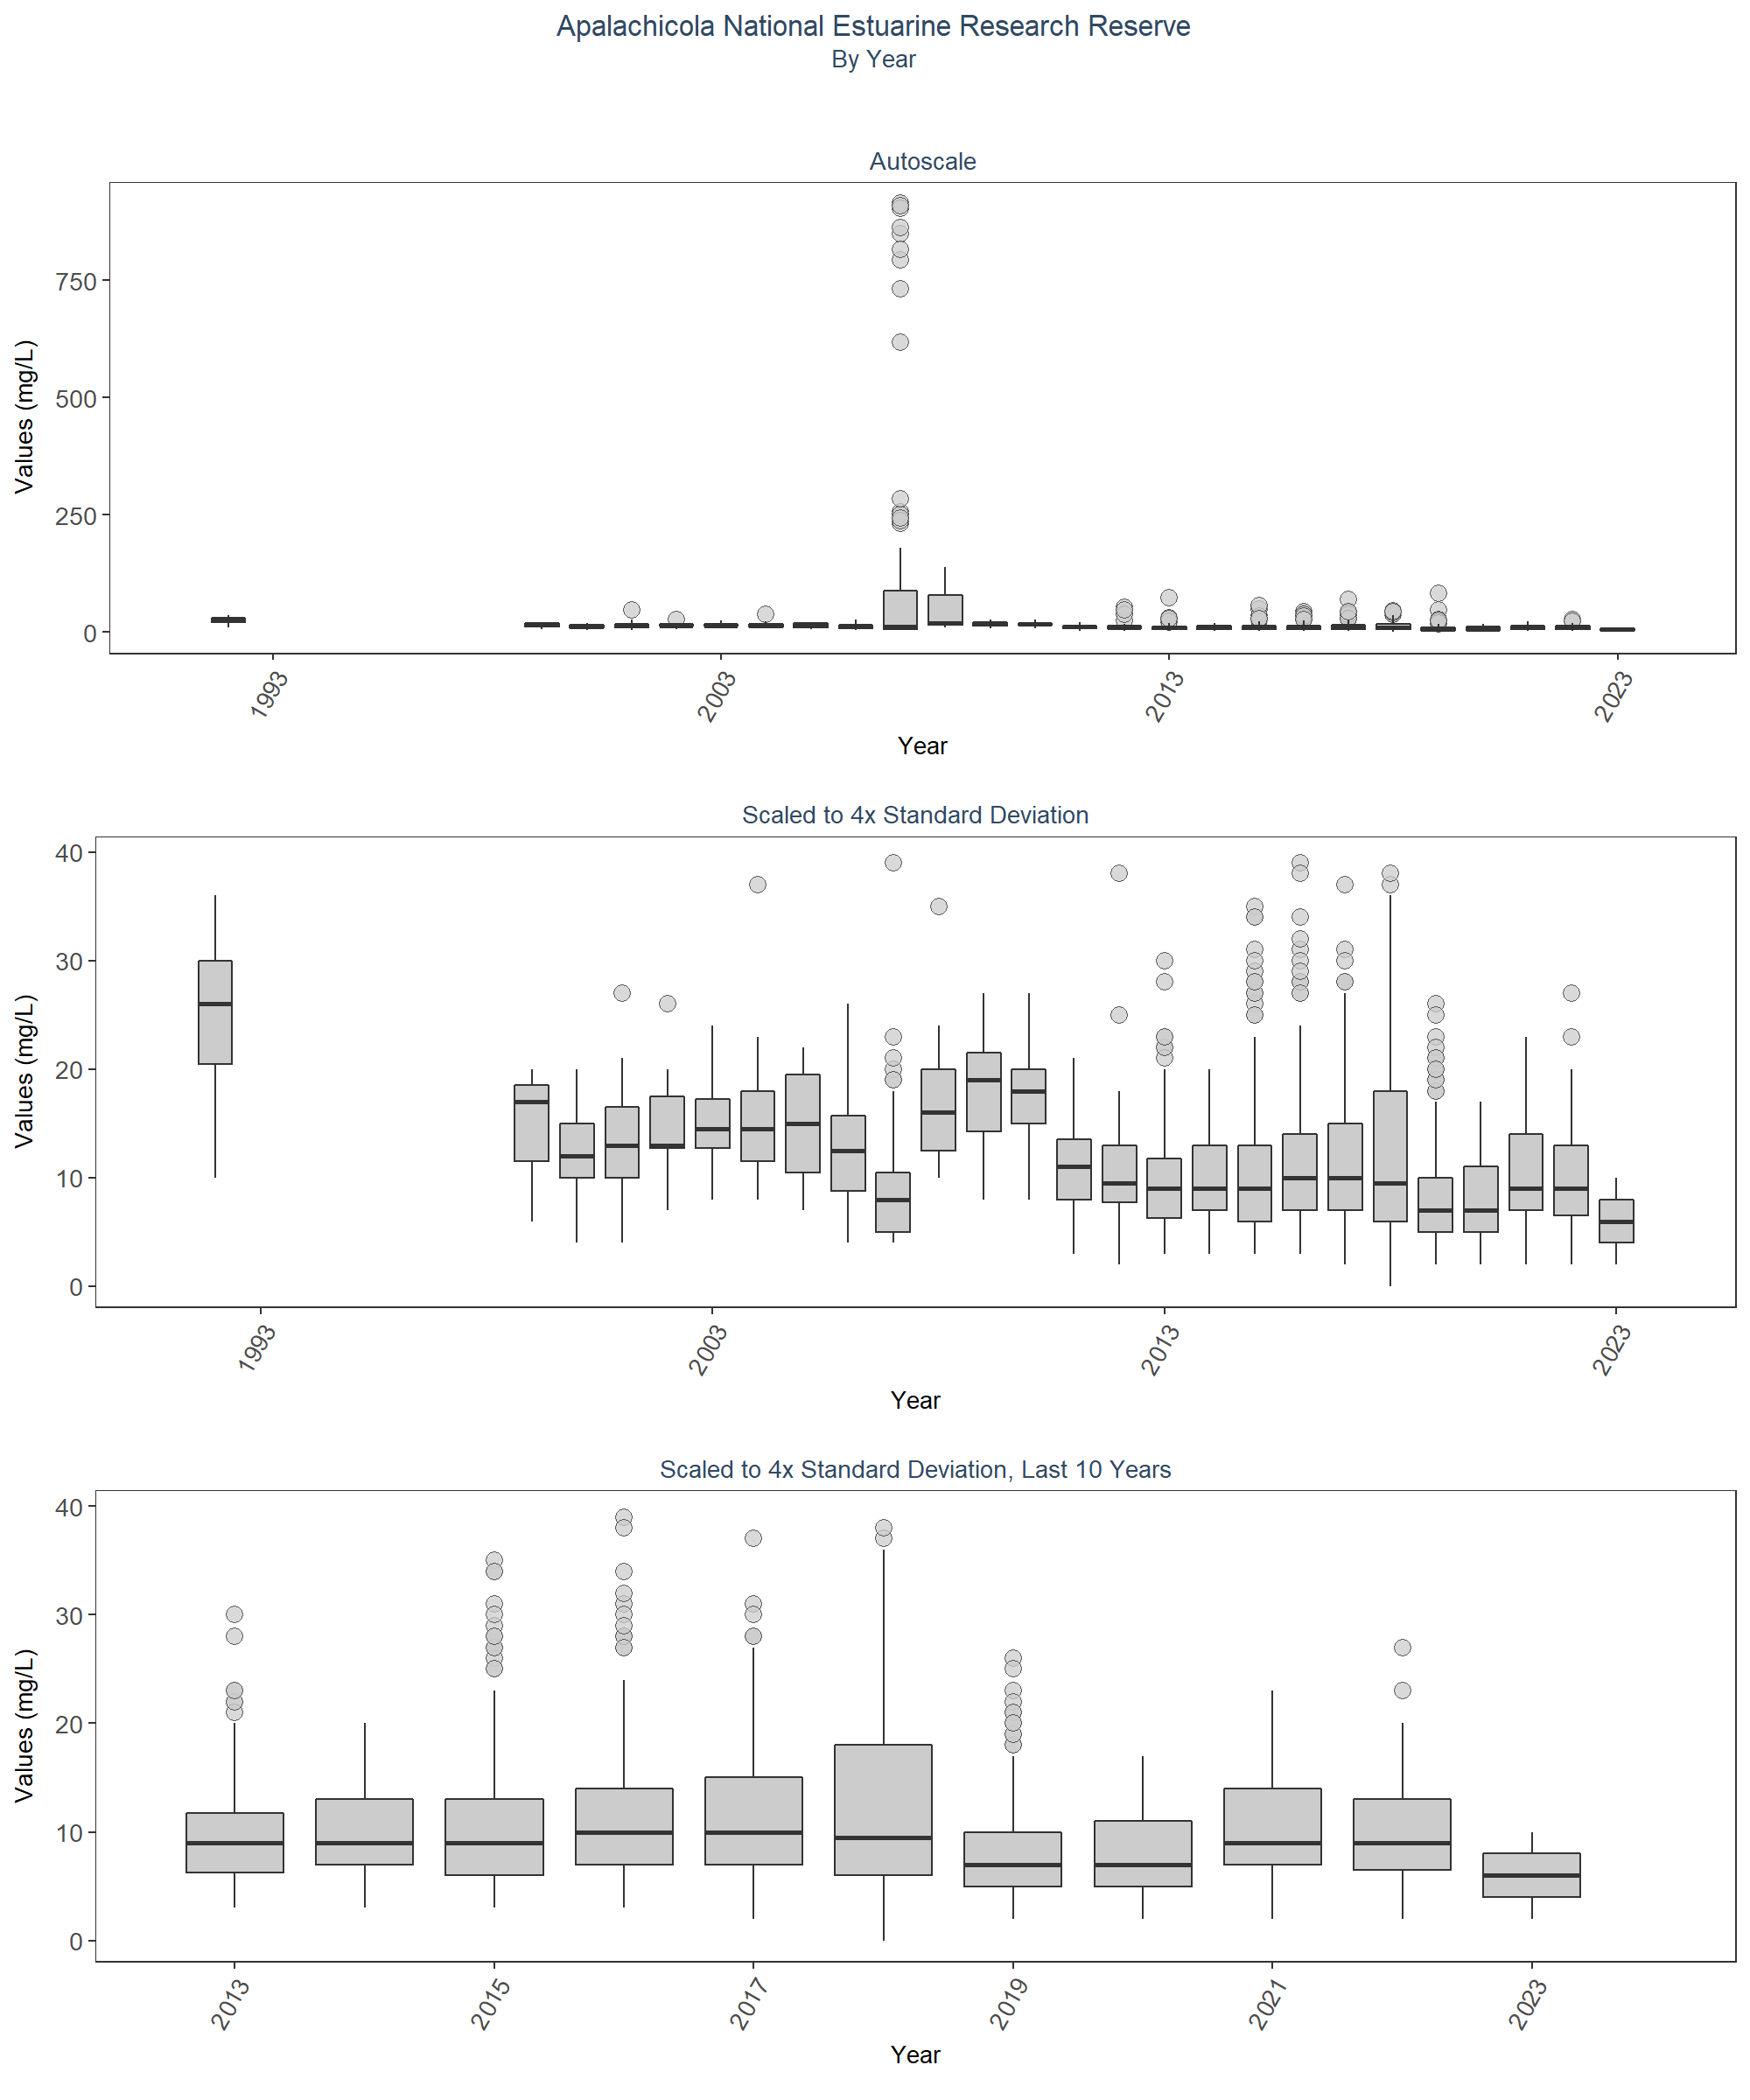 Apalachicola National Estuarine Research Reserve
By Year
Autoscale
Values (mg/L)
750
500
250
0
1993
2003
2013
2023
Year
Scaled to 4x Standard Deviation
Values (mg/L)
40
30
20
10
0
1993
2003
2013
2023
Year
Scaled to 4x Standard Deviation, Last 10 Years
Values (mg/L)
40
30
20
10
0
2013
2015
2017
2019
2021
2023
Year